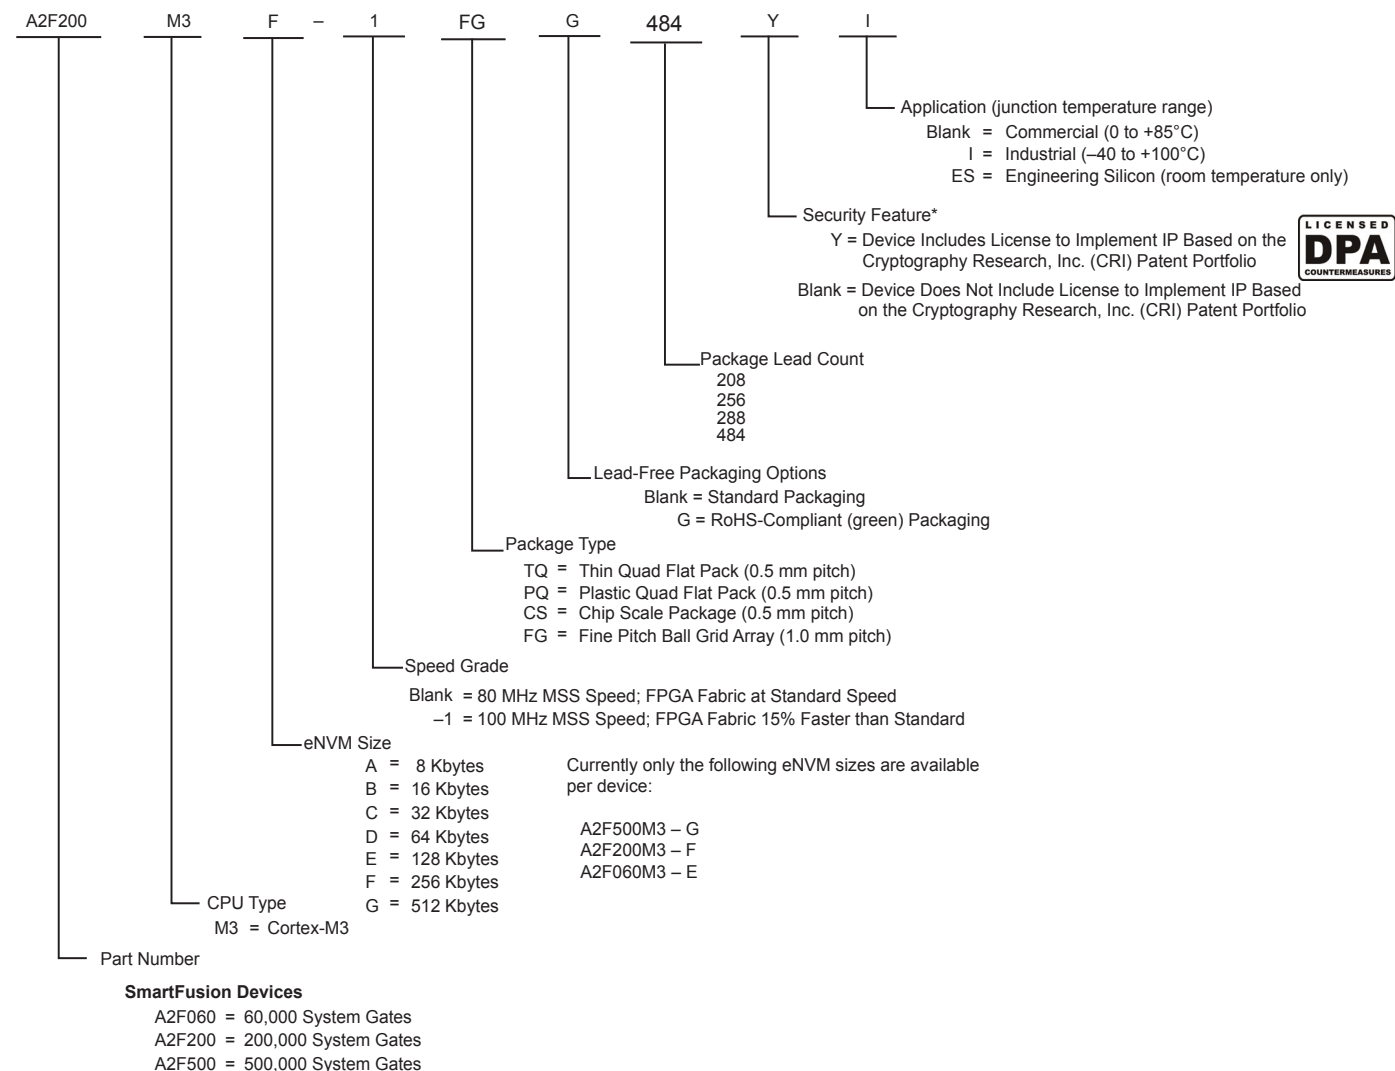 A2F200 M3 F – 1 FG G 484 Y I
Application (junction temperature range)
Blank = Commercial (0 to +85°C)
I = Industrial (–40 to +100°C)
ES = Engineering Silicon (room temperature only)
Security Feature*
Y = Device Includes License to Implement IP Based on the
Cryptography Research, Inc. (CRI) Patent Portfolio
LICENSED
DPA
COUNTERMEASURES
Blank = Device Does Not Include License to Implement IP Based
on the Cryptography Research, Inc. (CRI) Patent Portfolio
Package Lead Count
208
256
288
484
Lead-Free Packaging Options
Blank = Standard Packaging
G = RoHS-Compliant (green) Packaging
Package Type
TQ = Thin Quad Flat Pack (0.5 mm pitch)
PQ = Plastic Quad Flat Pack (0.5 mm pitch)
CS = Chip Scale Package (0.5 mm pitch)
FG = Fine Pitch Ball Grid Array (1.0 mm pitch)
Speed Grade
Blank = 80 MHz MSS Speed; FPGA Fabric at Standard Speed
–1 = 100 MHz MSS Speed; FPGA Fabric 15% Faster than Standard
eNVM Size
A = 8 Kbytes
B = 16 Kbytes
C = 32 Kbytes
D = 64 Kbytes
E = 128 Kbytes
F = 256 Kbytes
G = 512 Kbytes
Currently only the following eNVM sizes are available
per device:
A2F500M3 – G
A2F200M3 – F
A2F060M3 – E
CPU Type
M3 = Cortex-M3
Part Number
SmartFusion Devices
A2F060 = 60,000 System Gates
A2F200 = 200,000 System Gates
A2F500 = 500,000 System Gates